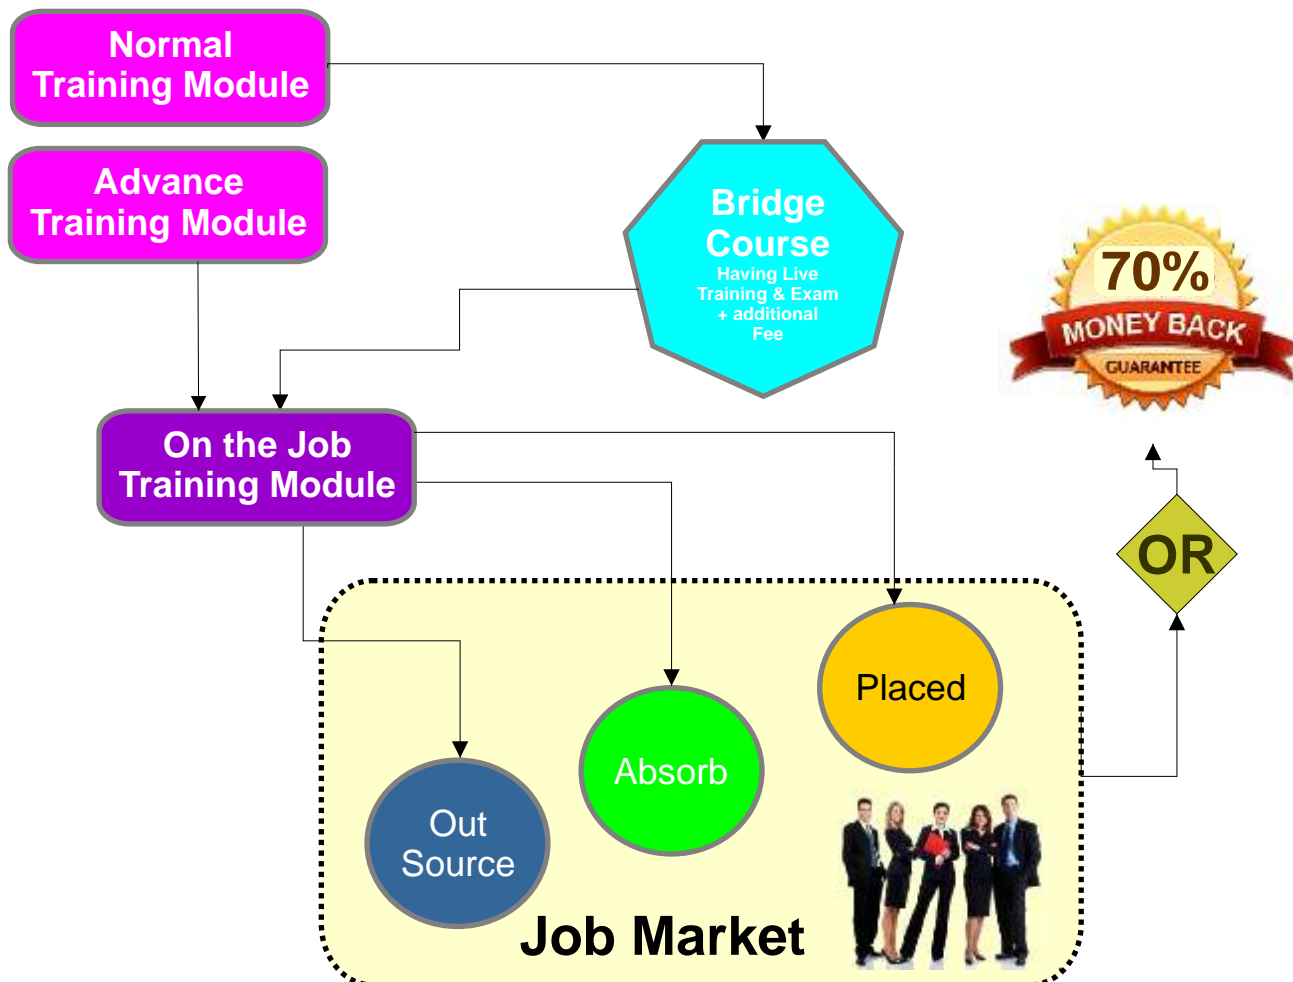 Normal
Training Module
Advance
Training Module
Bridge
Course
Having Live
Training & Exam
+ additional
Fee
70%
MONEY BACK
GUARANTEE
On the Job
Training Module
OR
Placed
Absorb
Out
Source
Job Market